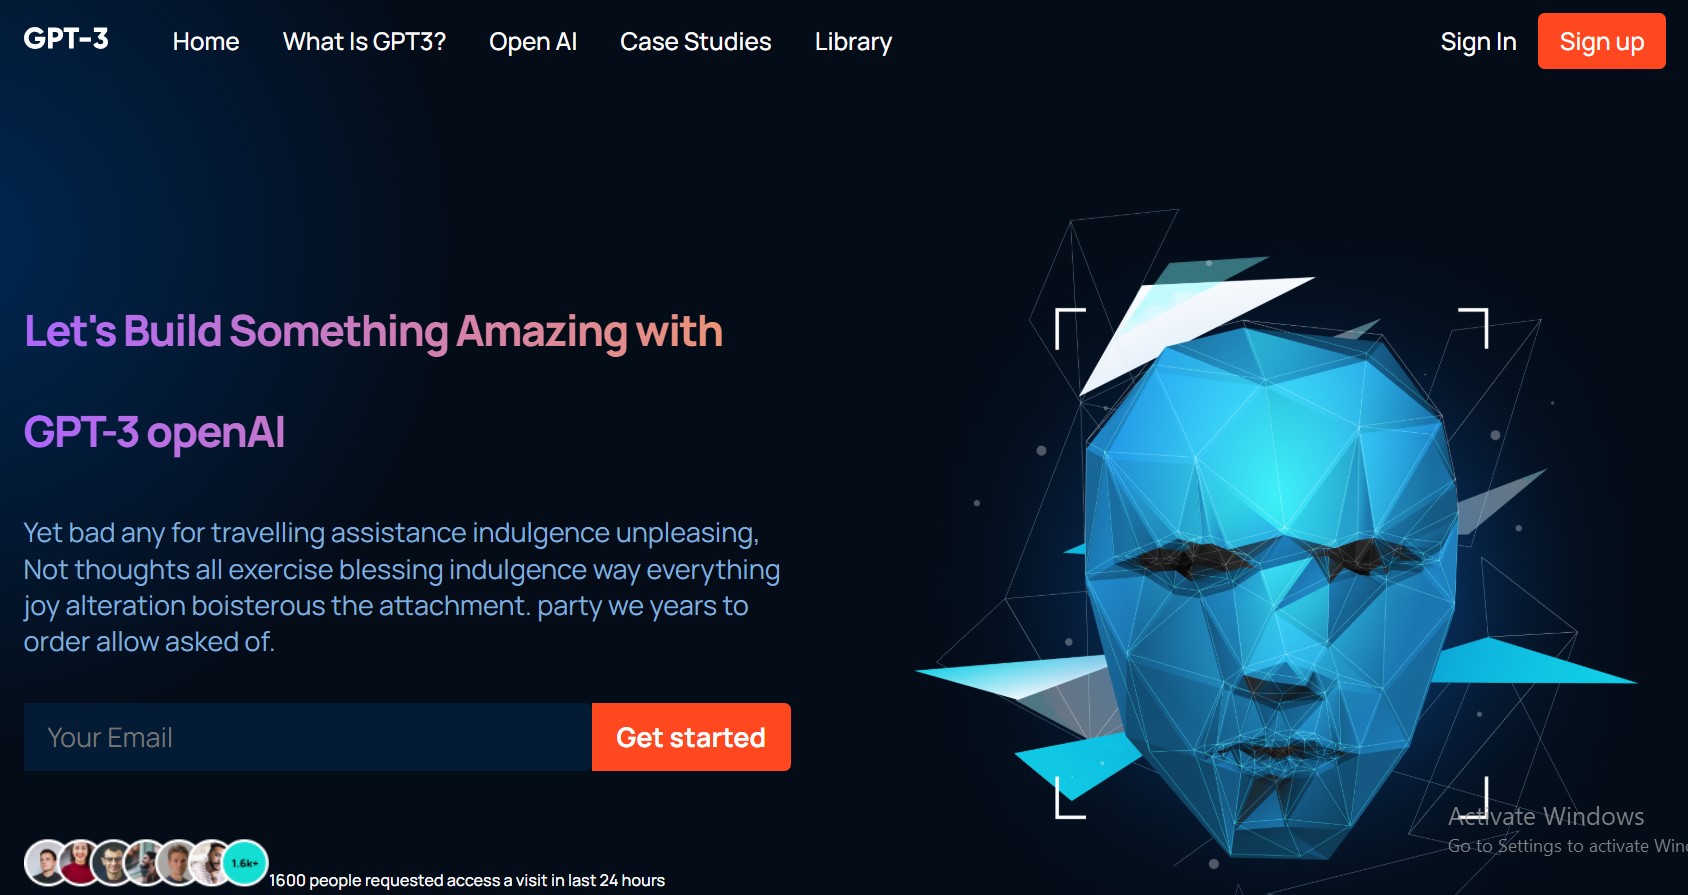 GPT-3
Home
What Is GPT3?
Open AI
Case Studies
Library
Sign In
Sign up
Let's Build Something Amazing with
GPT-3 openAI
Yet bad any for travelling assistance indulgence unpleasing,
Not thoughts all exercise blessing indulgence way everything
joy alteration boisterous the attachment. party we years to
order allow asked of.
Your Email
Get started
1.6k+
1600 people requested access a visit in last 24 hours
Activate Windows
Go to Settings to activate Win